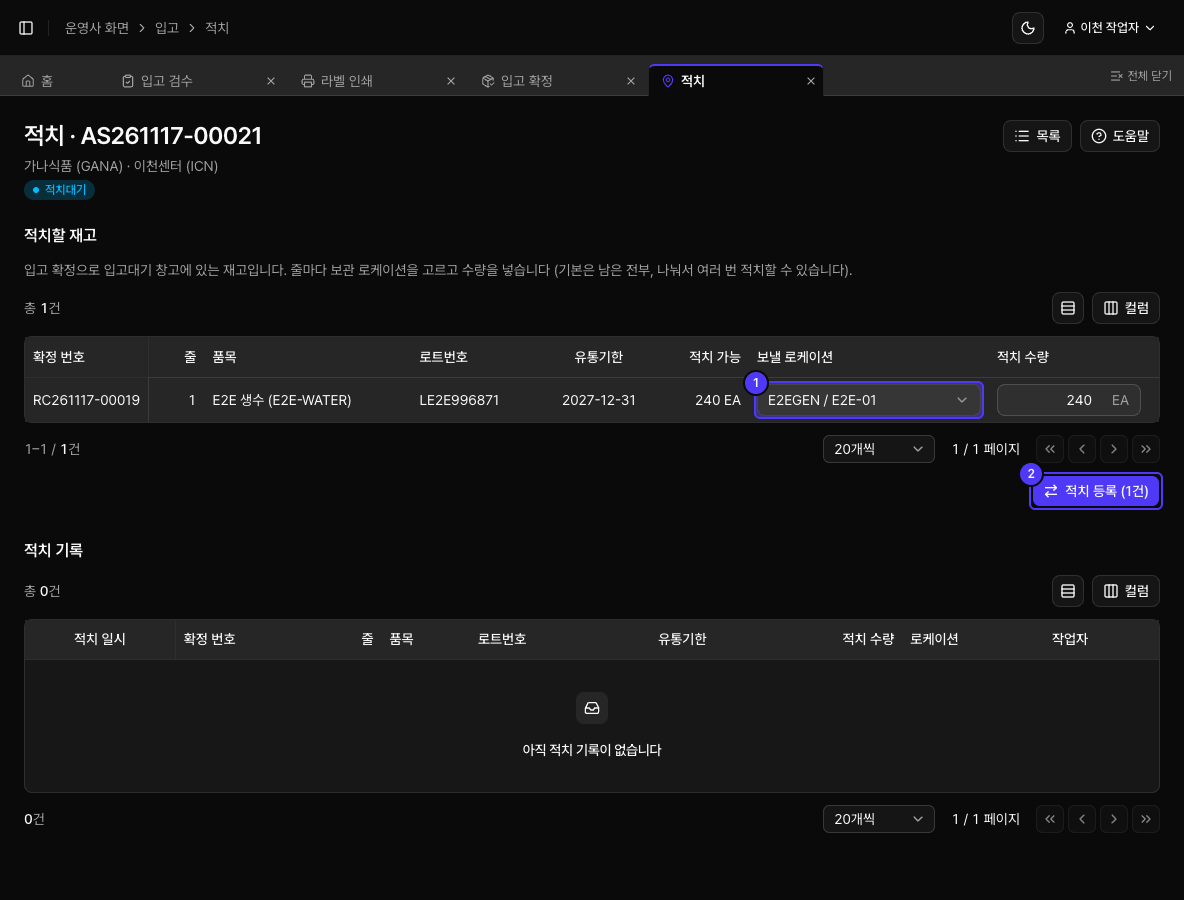 운영사 화면 > 입고 > 적치
이천 작업자
홈
입고 검수
라벨 인쇄
입고 확정
적치
전체 닫기
적치 · AS261117-00021
목록
도움말
가나식품 (GANA) · 이천센터 (ICN)
적치대기
적치할 재고
입고 확정으로 입고대기 창고에 있는 재고입니다. 줄마다 보관 로케이션을 고르고 수량을 넣습니다 (기본은 남은 전부, 나눠서 여러 번 적치할 수 있습니다).
총 1건
컬럼
확정 번호 줄 품목 로트번호 유통기한 적치 가능 보낼 로케이션 적치 수량
1
RC261117-00019 1 E2E 생수 (E2E-WATER) LE2E996871 2027-12-31 240 EA E2EGEN / E2E-01 240 EA
1–1 / 1건 20개씩 1 / 1 페이지
2
적치 등록 (1건)
적치 기록
총 0건
컬럼
적치 일시 확정 번호 줄 품목 로트번호 유통기한 적치 수량 로케이션 작업자
아직 적치 기록이 없습니다
0건 20개씩 1 / 1 페이지